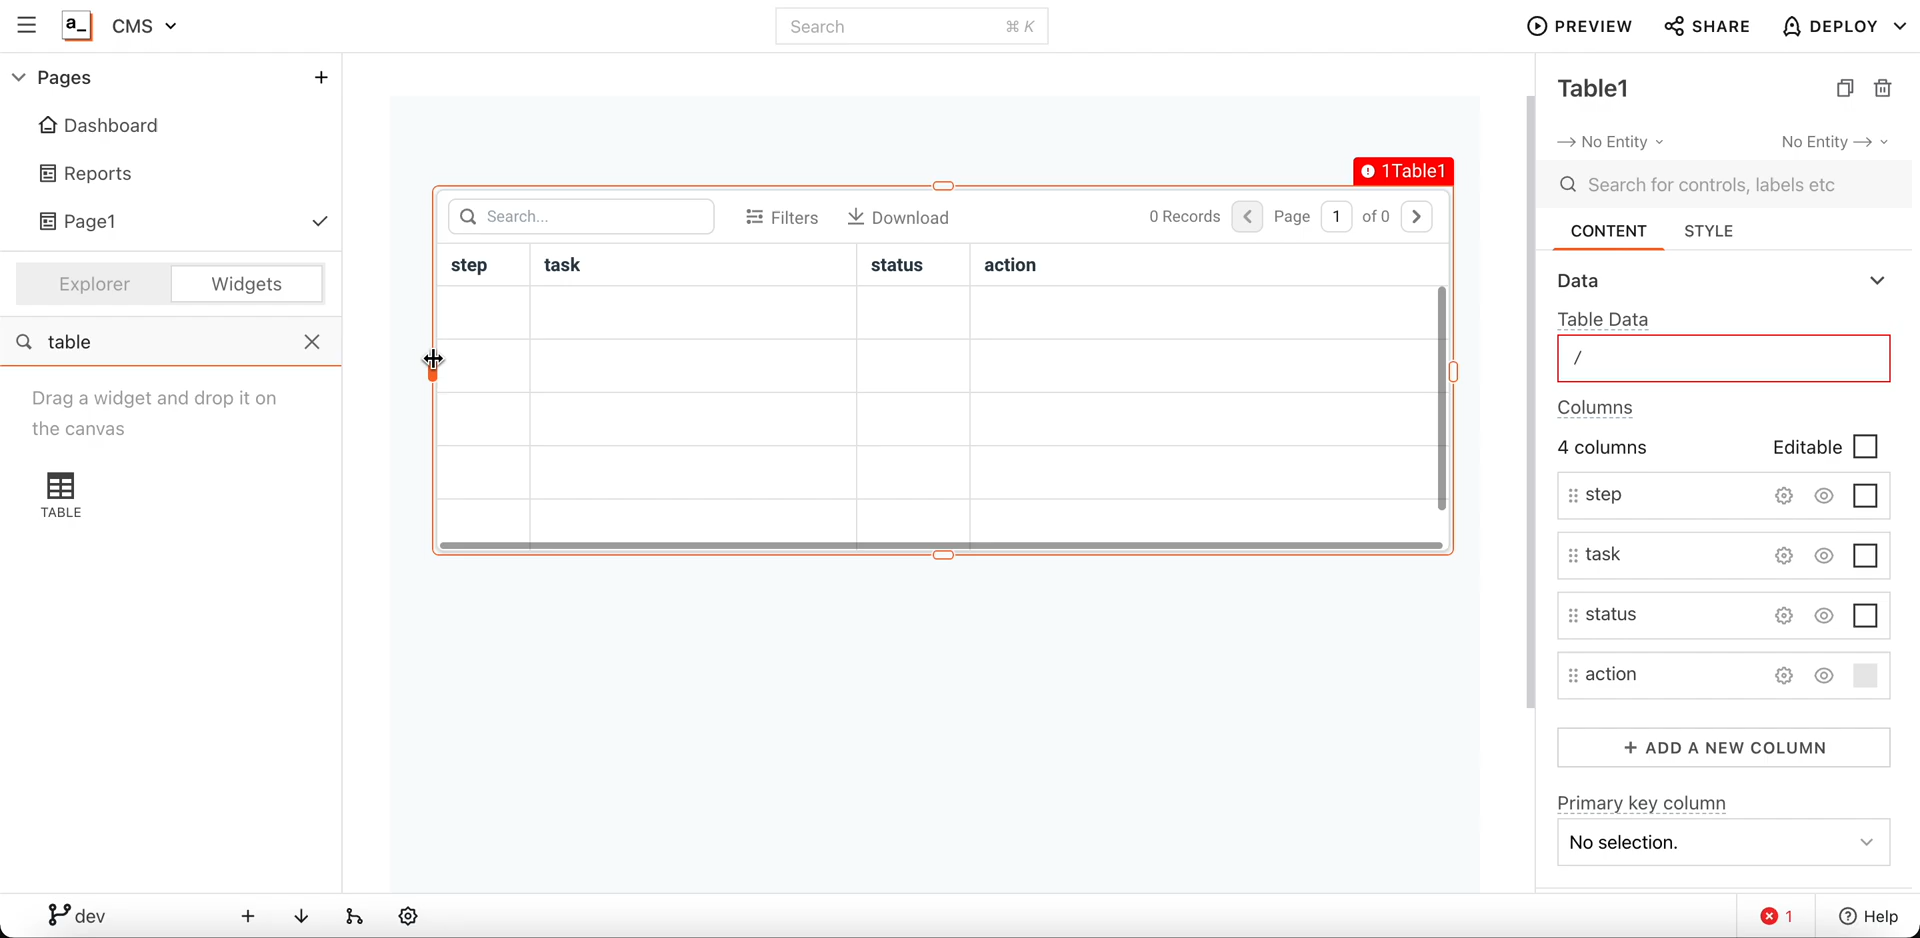 a_ CMS
Search ⌘ K
PREVIEW SHARE DEPLOY
Pages +
Dashboard
Reports
Page1
Explorer Widgets
table
Drag a widget and drop it on
the canvas
TABLE
1Table1
Search... Filters Download 0 Records Page 1 of 0
step task status action
Table1
No Entity No Entity
Search for controls, labels etc
CONTENT STYLE
Data
Table Data
/
Columns
4 columns Editable
step
task
status
action
+ ADD A NEW COLUMN
Primary key column
No selection.
dev
1 Help